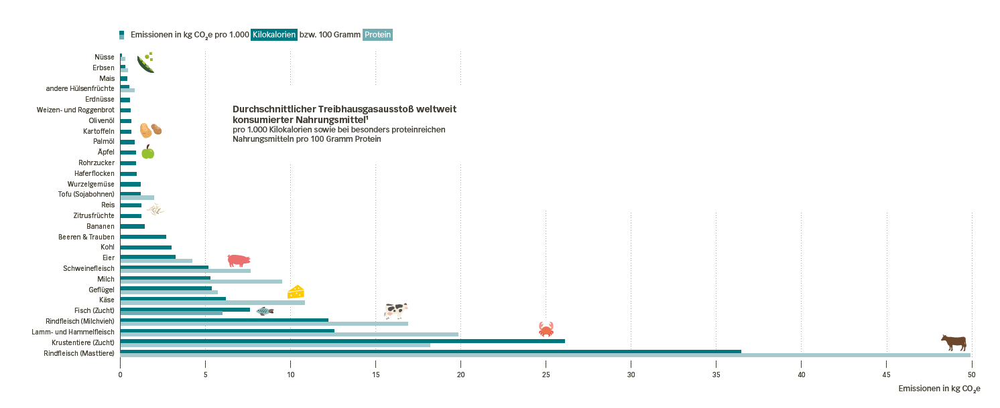 Emissionen in kg CO₂e pro 1.000 Kilokalorien bzw. 100 Gramm Protein
Nüsse
Erbsen
Mais
andere Hülsenfrüchte
Erdnüsse
Weizen- und Roggenbrot
Olivenöl
Kartoffeln
Palmöl
Äpfel
Rohrzucker
Haferflocken
Wurzelgemüse
Tofu (Sojabohnen)
Reis
Zitrusfrüchte
Bananen
Beeren & Trauben
Kohl
Eier
Schweinefleisch
Milch
Geflügel
Käse
Fisch (Zucht)
Rindfleisch (Milchvieh)
Lamm- und Hammelfleisch
Krustentiere (Zucht)
Rindfleisch (Masttiere)
Durchschnittlicher Treibhausgasausstoß weltweit
konsumierter Nahrungsmittel¹
pro 1.000 Kilokalorien sowie bei besonders proteinreichen
Nahrungsmitteln pro 100 Gramm Protein
0 5 10 15 20 25 30 35 40 45 50
Emissionen in kg CO₂e